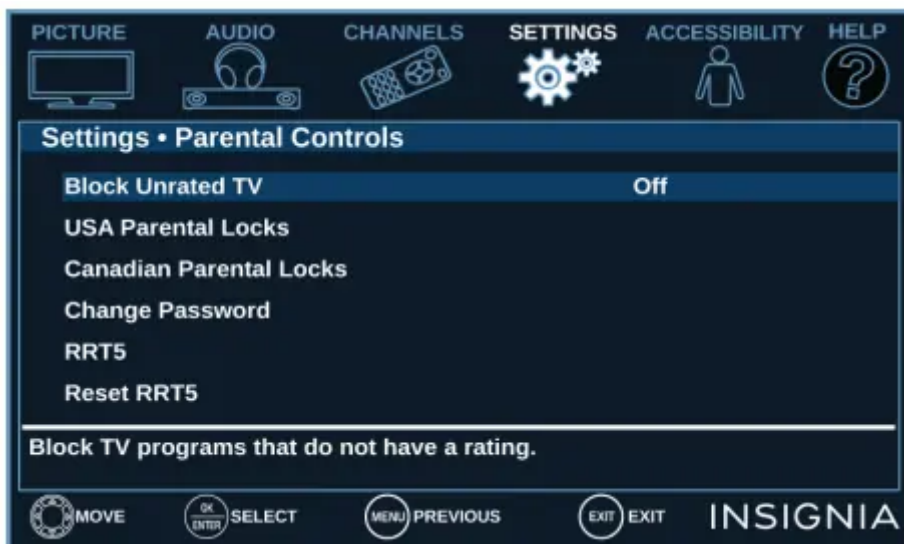 PICTURE AUDIO CHANNELS SETTINGS ACCESSIBILITY HELP
?
Settings • Parental Controls
Block Unrated TV Off
USA Parental Locks
Canadian Parental Locks
Change Password
RRT5
Reset RRT5
Block TV programs that do not have a rating.
MOVE OK ENTER SELECT MENU PREVIOUS EXIT EXIT INSIGNIA